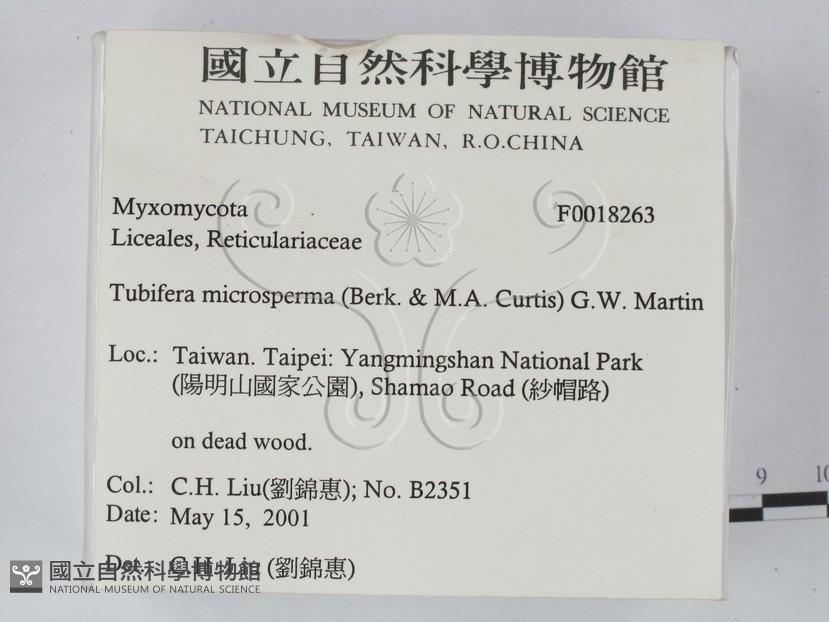 國立自然科學博物館
NATIONAL MUSEUM OF NATURAL SCIENCE
TAICHUNG, TAIWAN, R.O.CHINA
Myxomycota F0018263
Liceales, Reticulariaceae
Tubifera microsperma (Berk. & M.A. Curtis) G.W. Martin
Loc.: Taiwan. Taipei: Yangmingshan National Park
(陽明山國家公園), Shamao Road (紗帽路)
on dead wood.
Col.: C.H. Liu(劉錦惠); No. B2351
Date: May 15, 2001
Det.: C.H. Liu (劉錦惠)
國立自然科學博物館
NATIONAL MUSEUM OF NATURAL SCIENCE
9 10